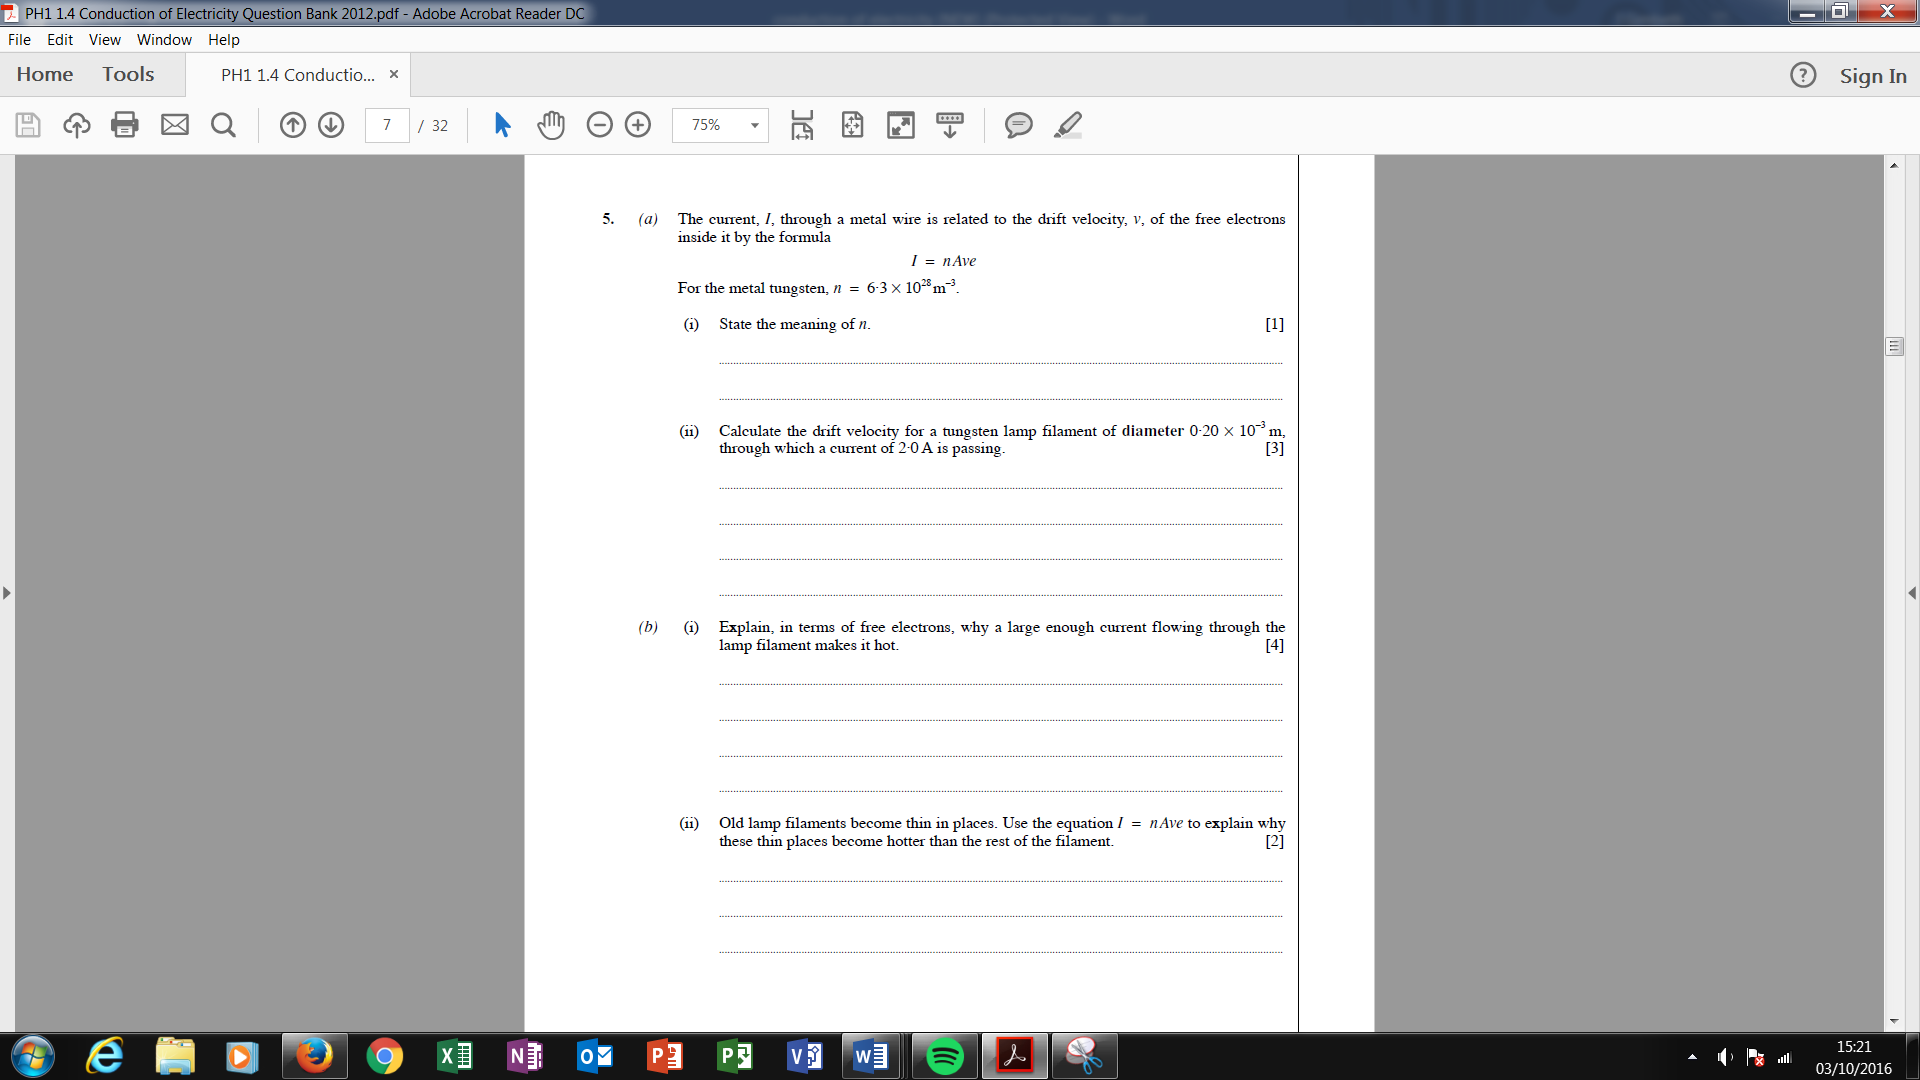 PH1 1.4 Conduction of Electricity Question Bank 2012.pdf - Adobe Acrobat Reader DC
File Edit View Window Help
Home Tools PH1 1.4 Conductio... × ? Sign In
7 / 32 75%
5. (a) The current, I, through a metal wire is related to the drift velocity, v, of the free electrons
inside it by the formula
I = nAve
For the metal tungsten, n = 6·3 × 10²⁸ m⁻³.
(i) State the meaning of n. [1]
(ii) Calculate the drift velocity for a tungsten lamp filament of diameter 0·20 × 10⁻³ m,
through which a current of 2·0 A is passing. [3]
(b) (i) Explain, in terms of free electrons, why a large enough current flowing through the
lamp filament makes it hot. [4]
(ii) Old lamp filaments become thin in places. Use the equation I = nAve to explain why
these thin places become hotter than the rest of the filament. [2]
15:21
03/10/2016